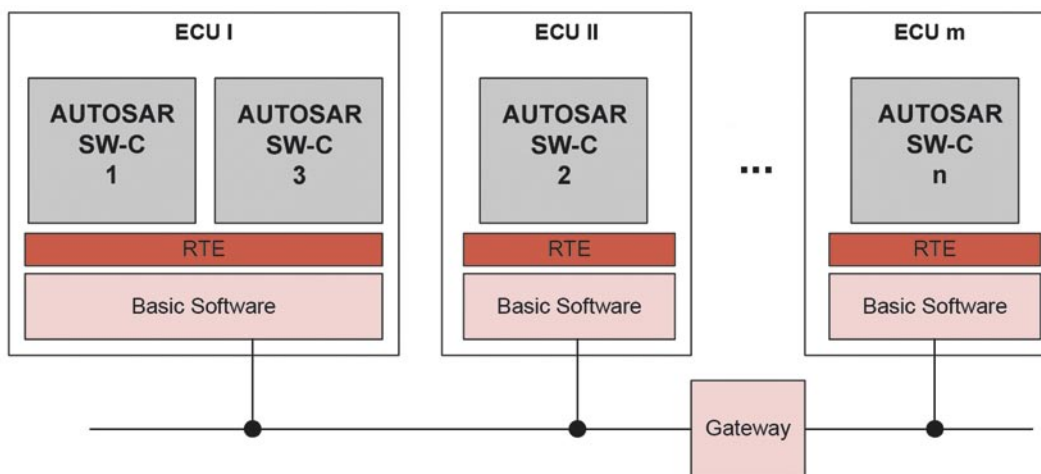 ECU I
ECU II
ECU m
AUTOSAR
SW-C
1
AUTOSAR
SW-C
3
AUTOSAR
SW-C
2
...
AUTOSAR
SW-C
n
RTE
RTE
RTE
Basic Software
Basic Software
Basic Software
Gateway